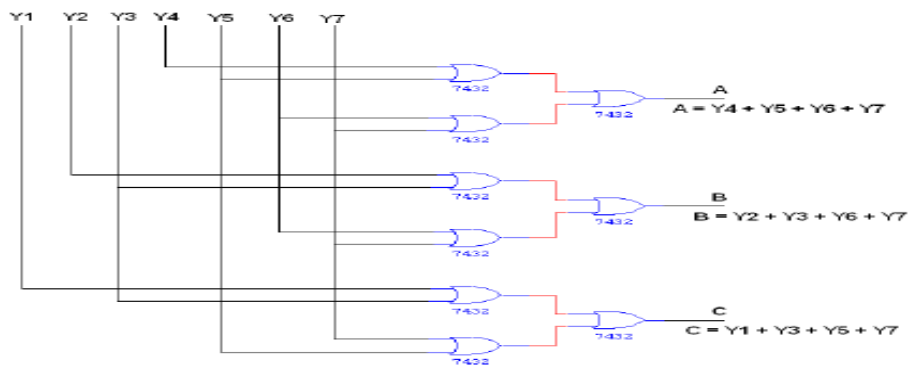 Y1 Y2 Y3 Y4 Y5 Y6 Y7
7432
A
7432
A = Y4 + Y5 + Y6 + Y7
7432
7432
B
7432
B = Y2 + Y3 + Y6 + Y7
7432
7432
C
7432
C = Y1 + Y3 + Y5 + Y7
7432